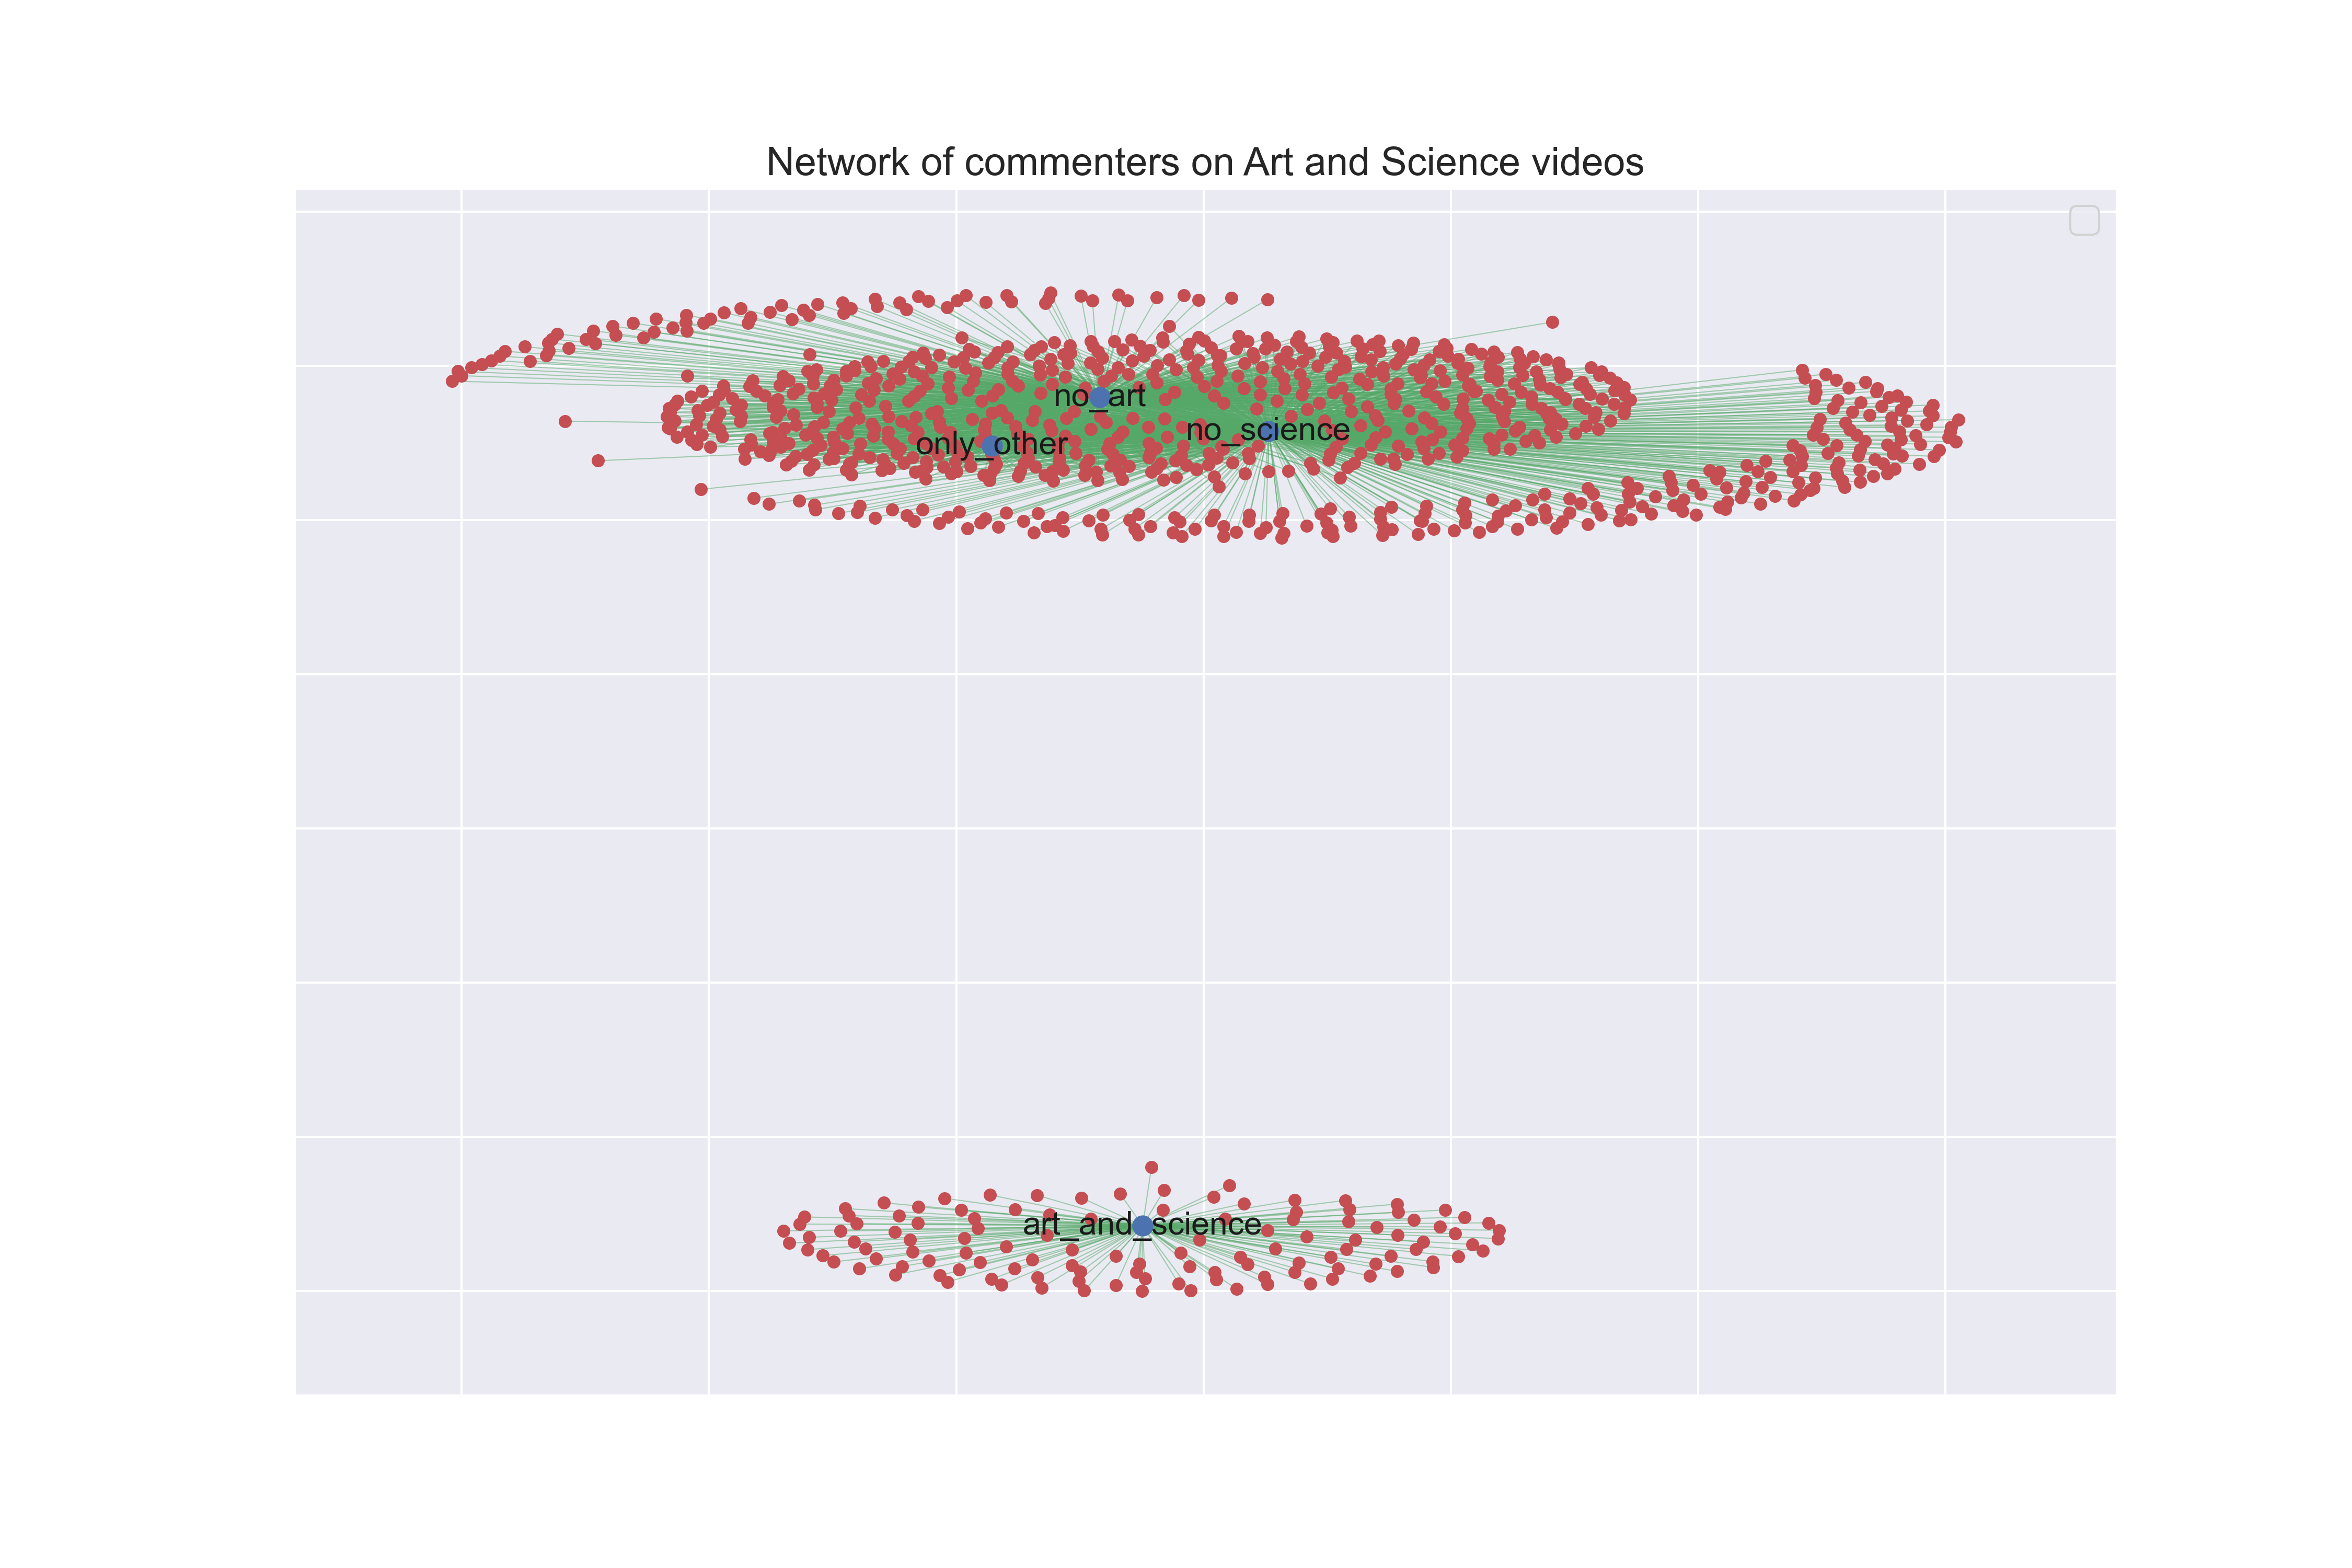 Network of commenters on Art and Science videos
no_art
no_science
only_other
art_and_science